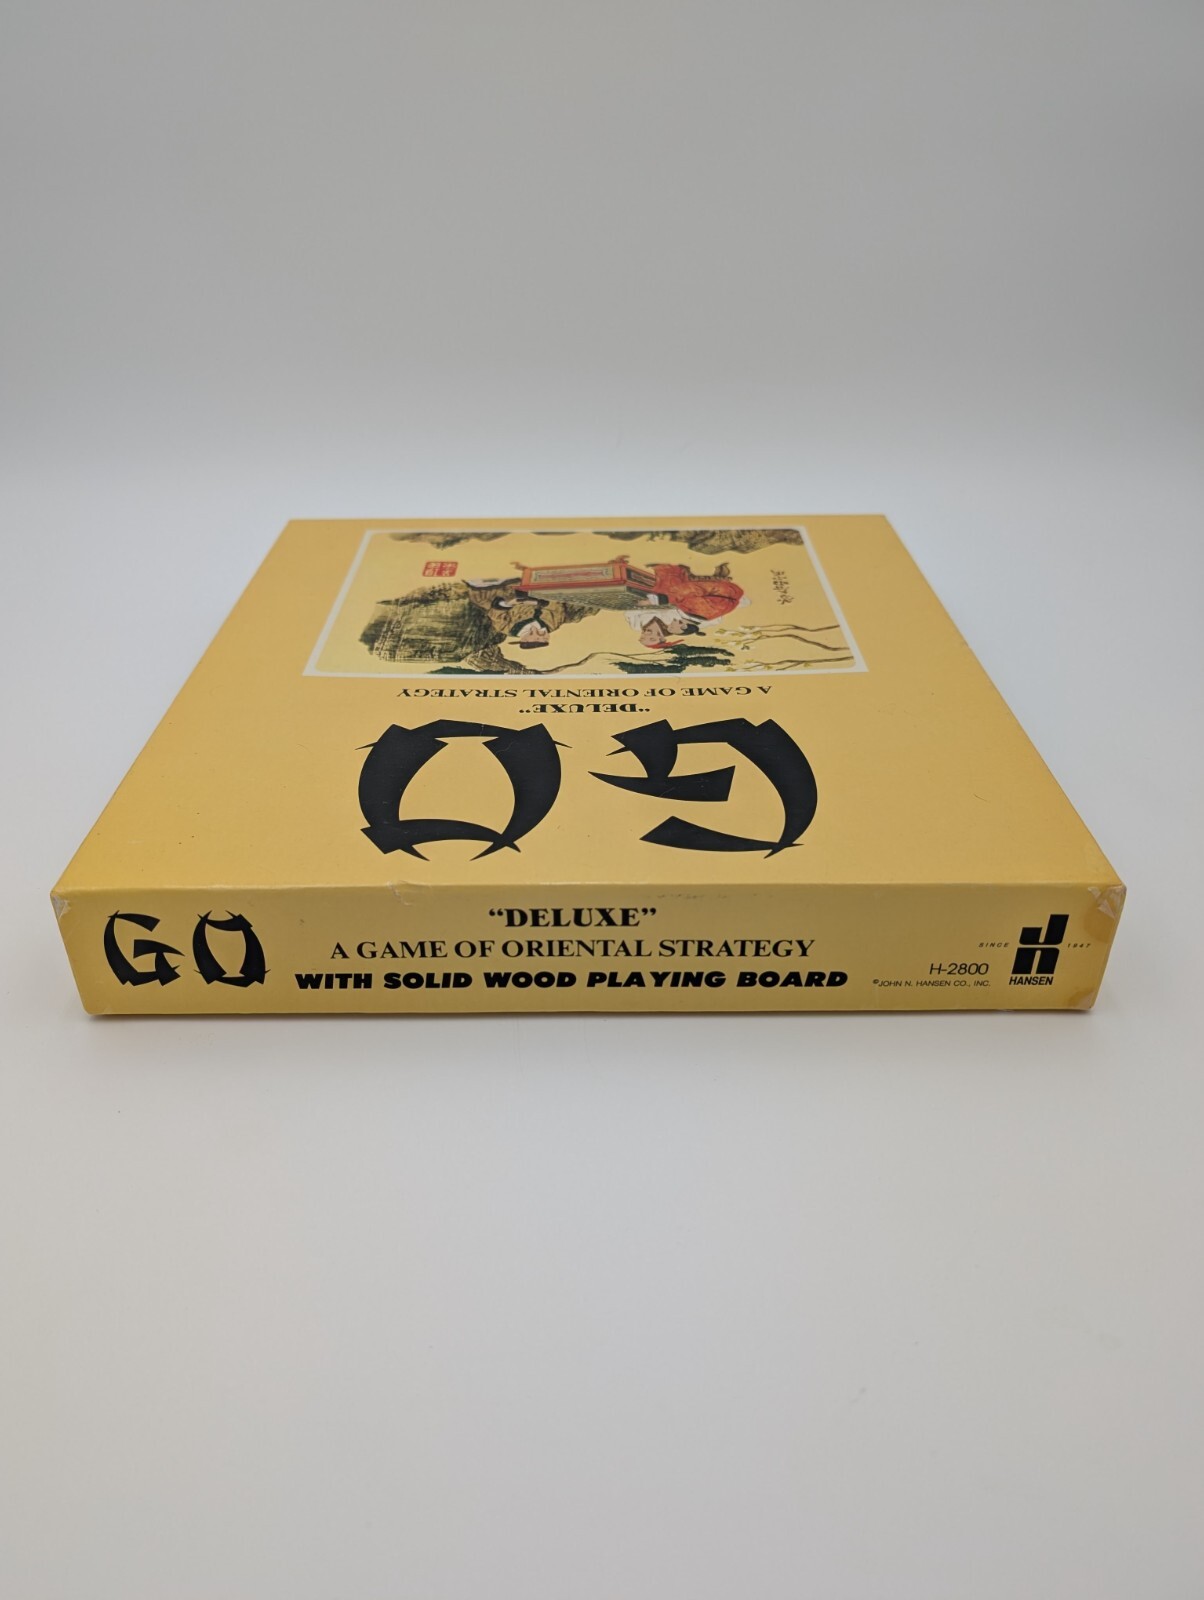 A GAME OF ORIENTAL STRATEGY
"DELUXE"
GO
GO
“DELUXE”
A GAME OF ORIENTAL STRATEGY
WITH SOLID WOOD PLAYING BOARD
H-2800
©JOHN N. HANSEN CO., INC.
SINCE 1947
HANSEN